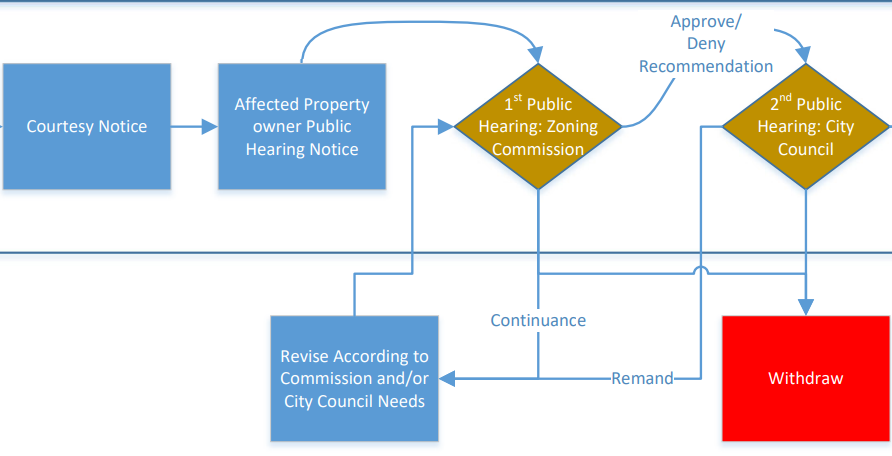 Courtesy Notice
Affected Property
owner Public
Hearing Notice
1st Public
Hearing: Zoning
Commission
Approve/
Deny
Recommendation
2nd Public
Hearing: City
Council
Continuance
Revise According to
Commission and/or
City Council Needs
Remand
Withdraw